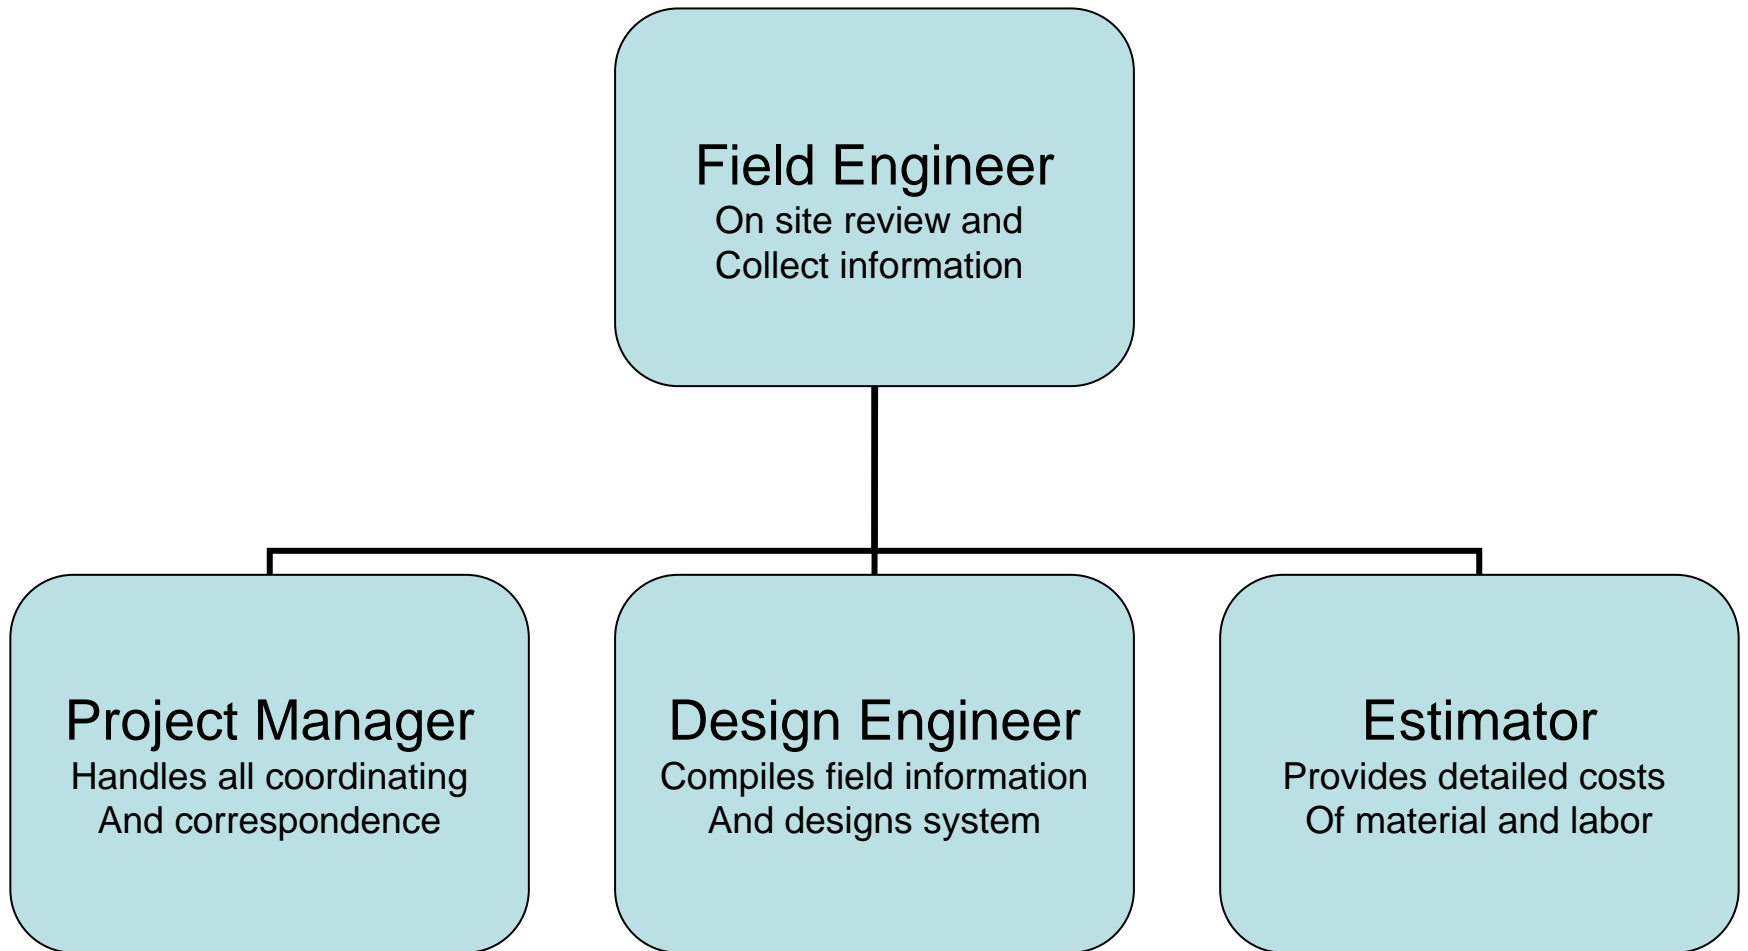 Field Engineer
On site review and
Collect information
Project Manager
Handles all coordinating
And correspondence
Design Engineer
Compiles field information
And designs system
Estimator
Provides detailed costs
Of material and labor